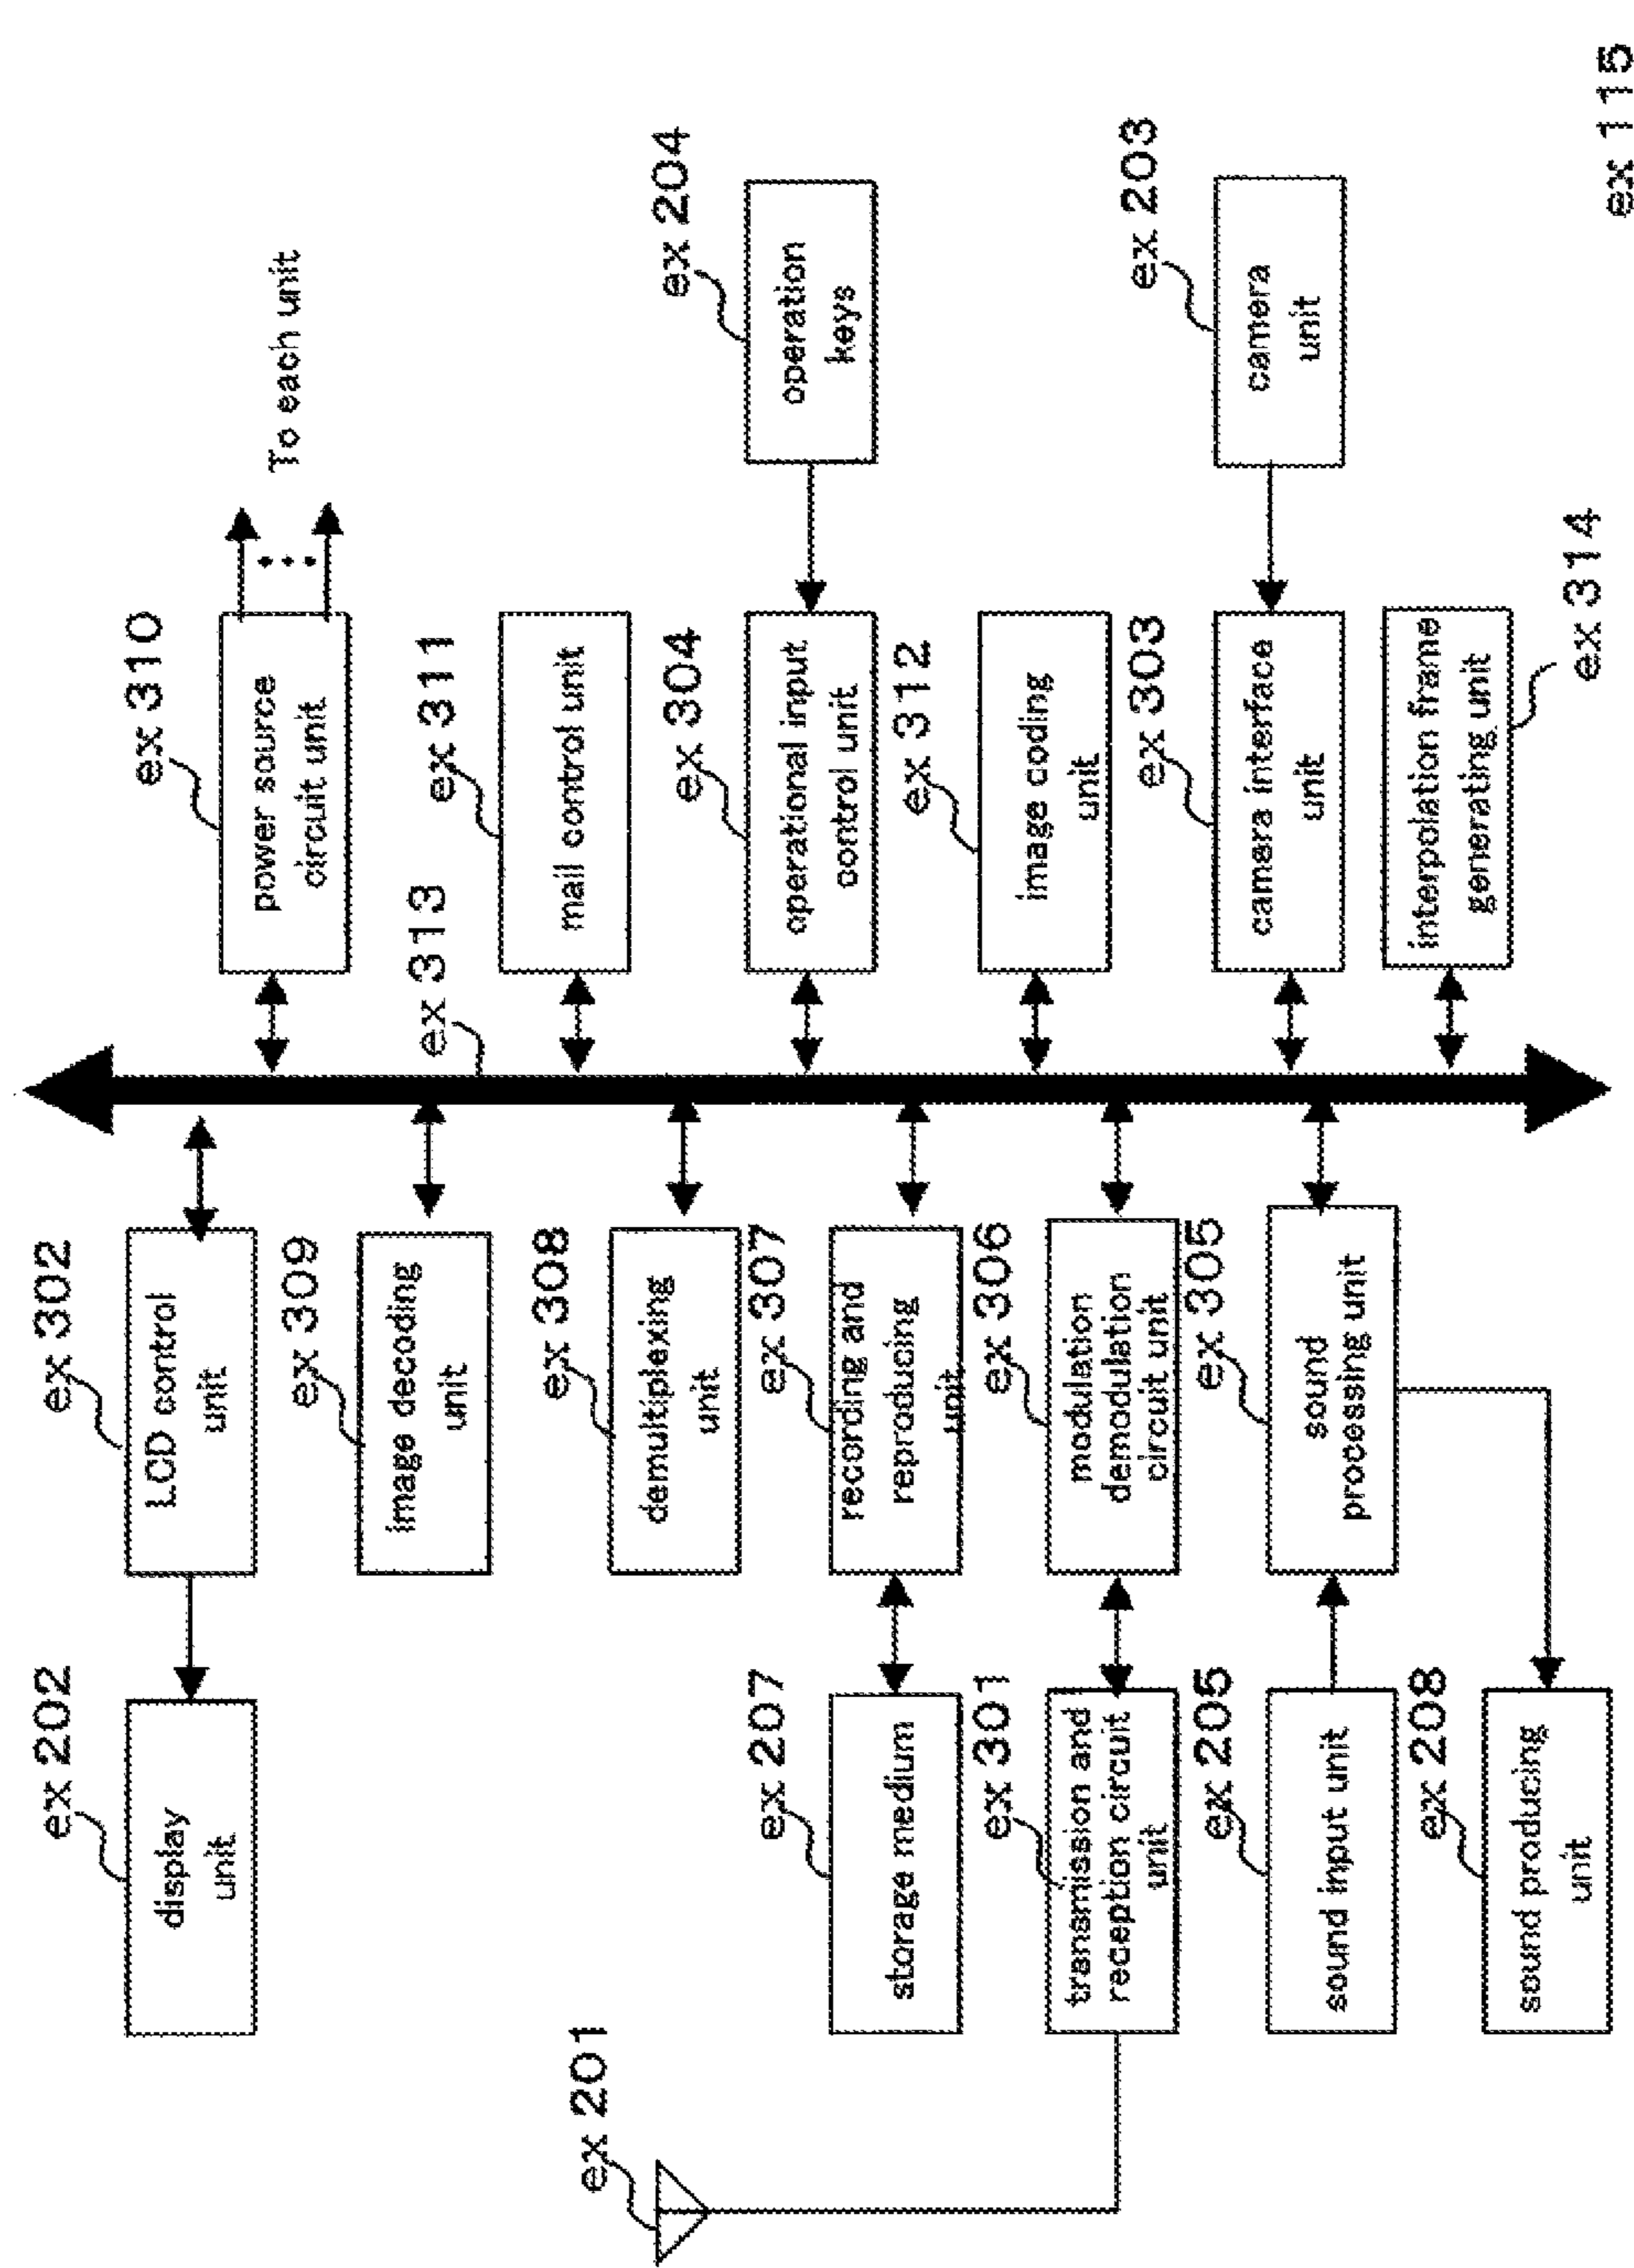 ex 201
ex 202
display
unit
ex 302
LCD control
unit
ex 309
image decoding
unit
ex 308
demultiplexing
unit
ex 207
storage medium
ex 307
recording and
reproducing
unit
ex 301
transmission and
reception circuit
unit
ex 306
modulation
demodulation
circuit unit
ex 205
sound input unit
ex 305
sound
processing unit
ex 208
sound producing
unit
ex 313
ex 310
power source
circuit unit
To each unit
ex 311
mail control unit
ex 304
operational input
control unit
ex 204
operation
keys
ex 312
image coding
unit
ex 303
camera interface
unit
ex 203
camera
unit
interpolation frame
generating unit
ex 314
ex 115